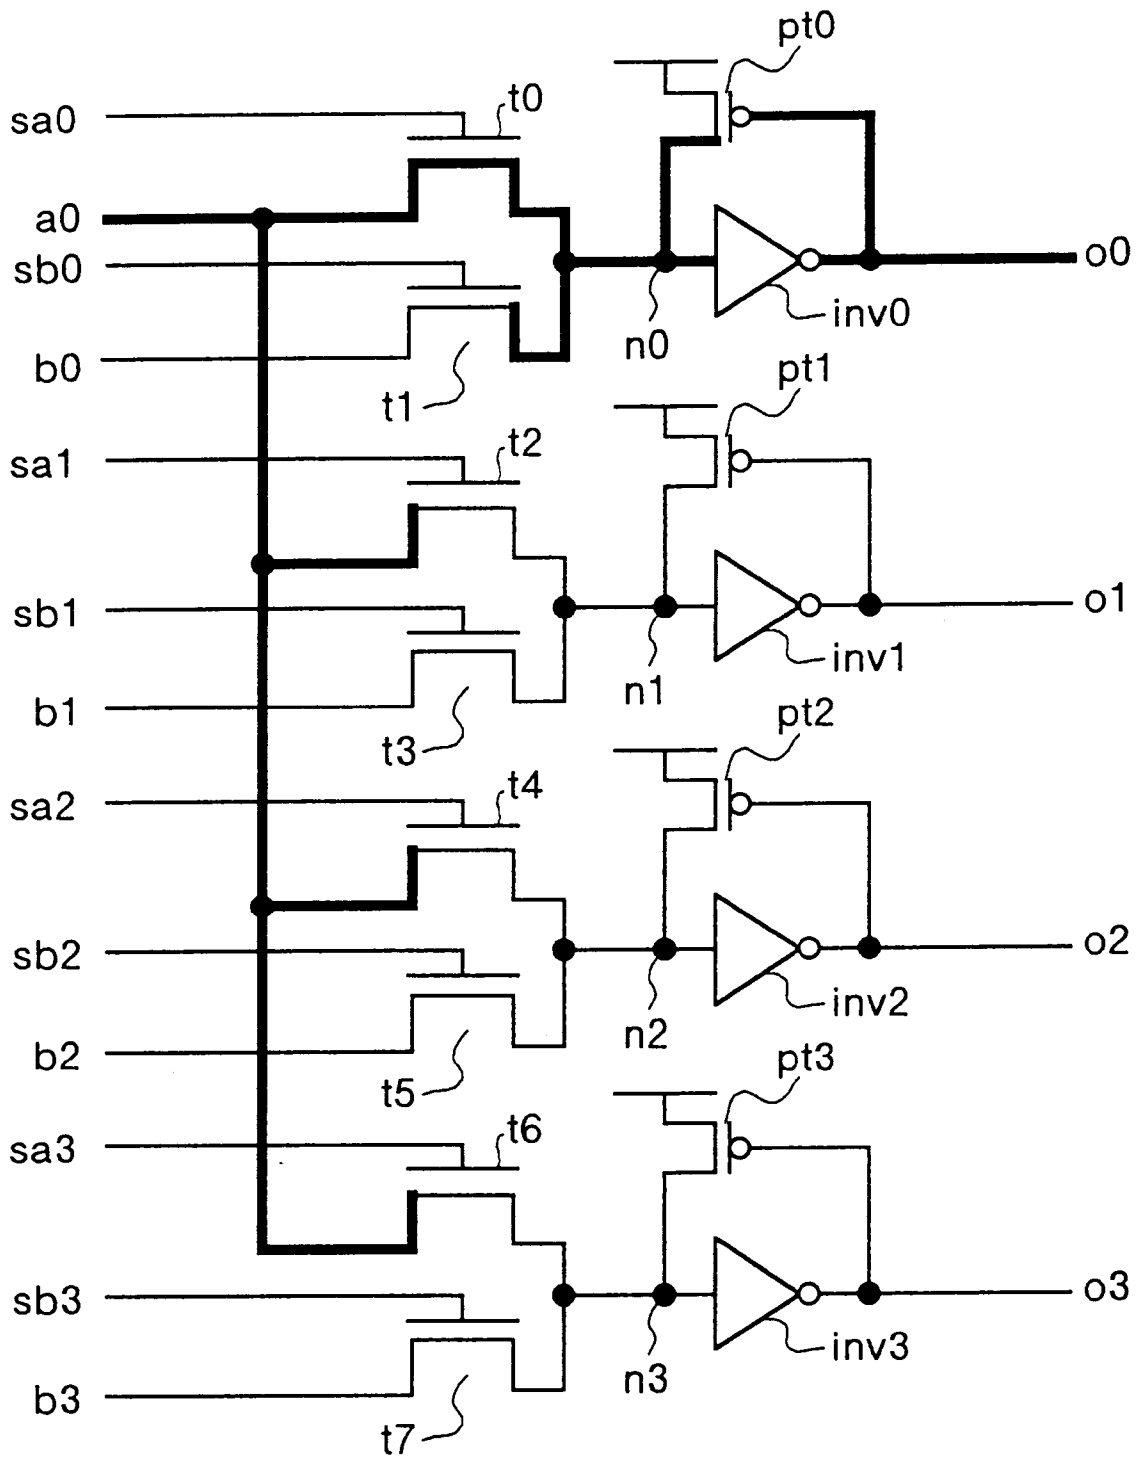 pt0
t0
sa0
a0
sb0
o0
inv0
n0
b0
pt1
t1
sa1
t2
sb1
o1
inv1
n1
b1
pt2
t3
sa2
t4
sb2
o2
inv2
n2
b2
pt3
t5
sa3
t6
sb3
o3
inv3
n3
b3
t7